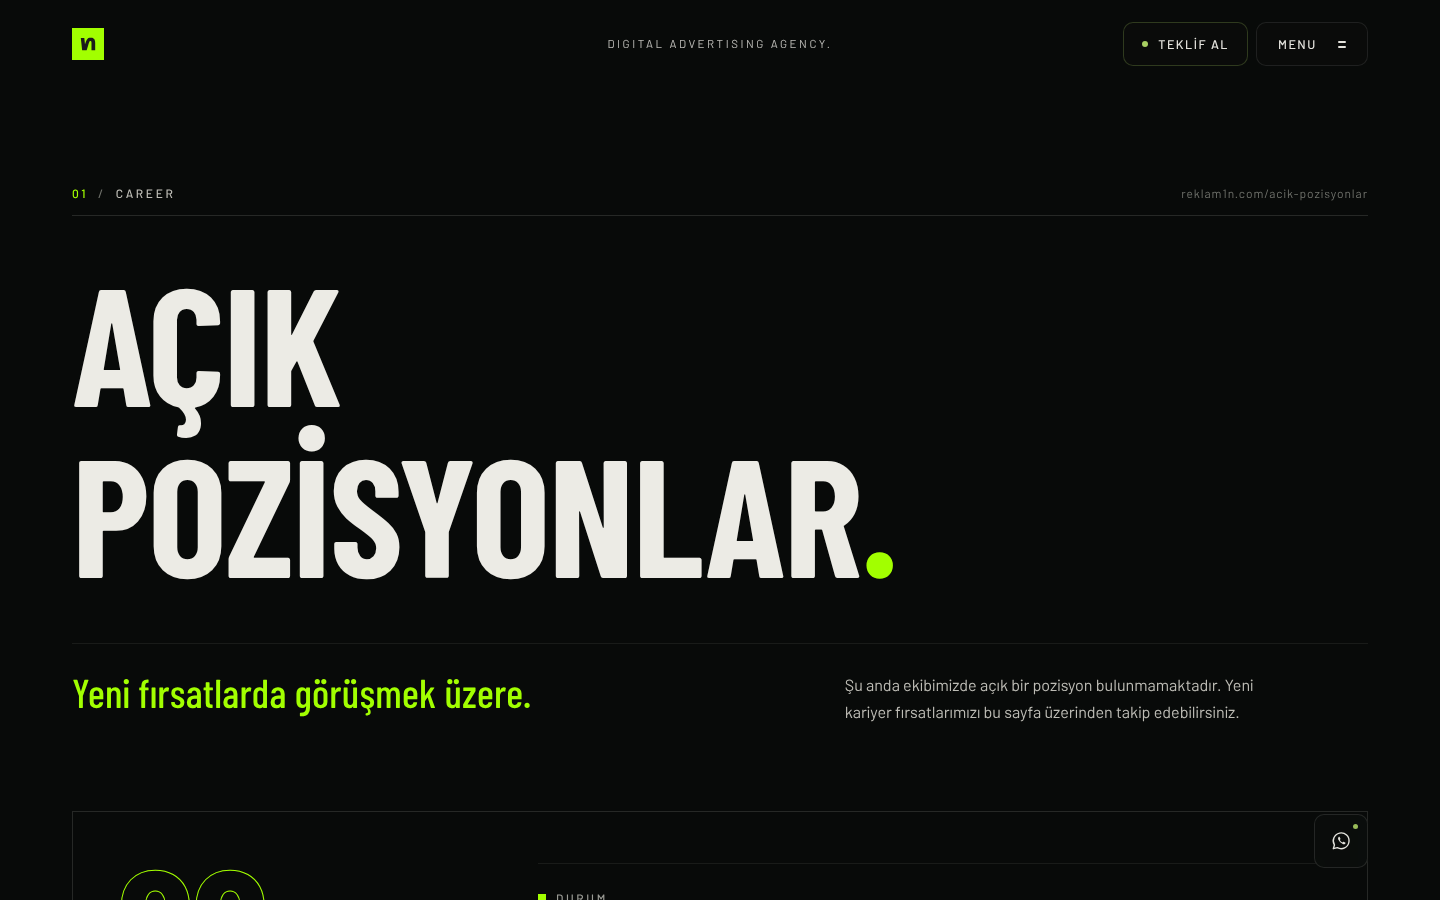 n
DIGITAL ADVERTISING AGENCY.
TEKLİF AL
MENU
01 / CAREER
reklam1n.com/acik-pozisyonlar
AÇIK
POZİSYONLAR.
Yeni fırsatlarda görüşmek üzere.
Şu anda ekibimizde açık bir pozisyon bulunmamaktadır. Yeni
kariyer fırsatlarımızı bu sayfa üzerinden takip edebilirsiniz.
DURUM